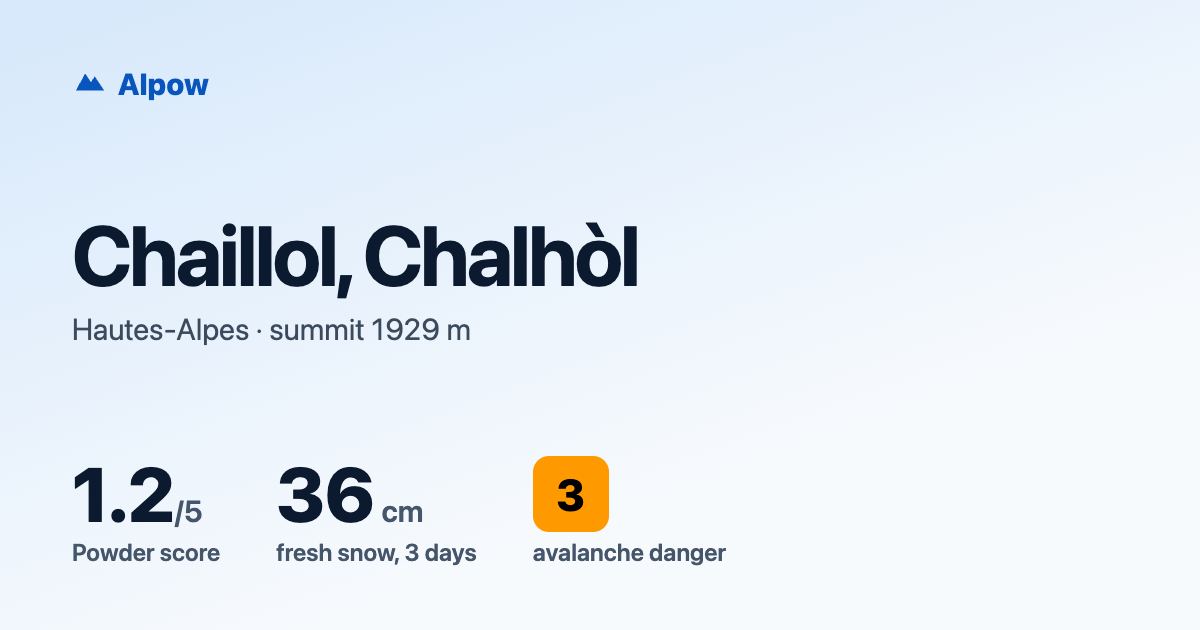 Alpow
Chaillol, Chalhòl
Hautes-Alpes · summit 1929 m
1.2/5
Powder score
36 cm
fresh snow, 3 days
3
avalanche danger